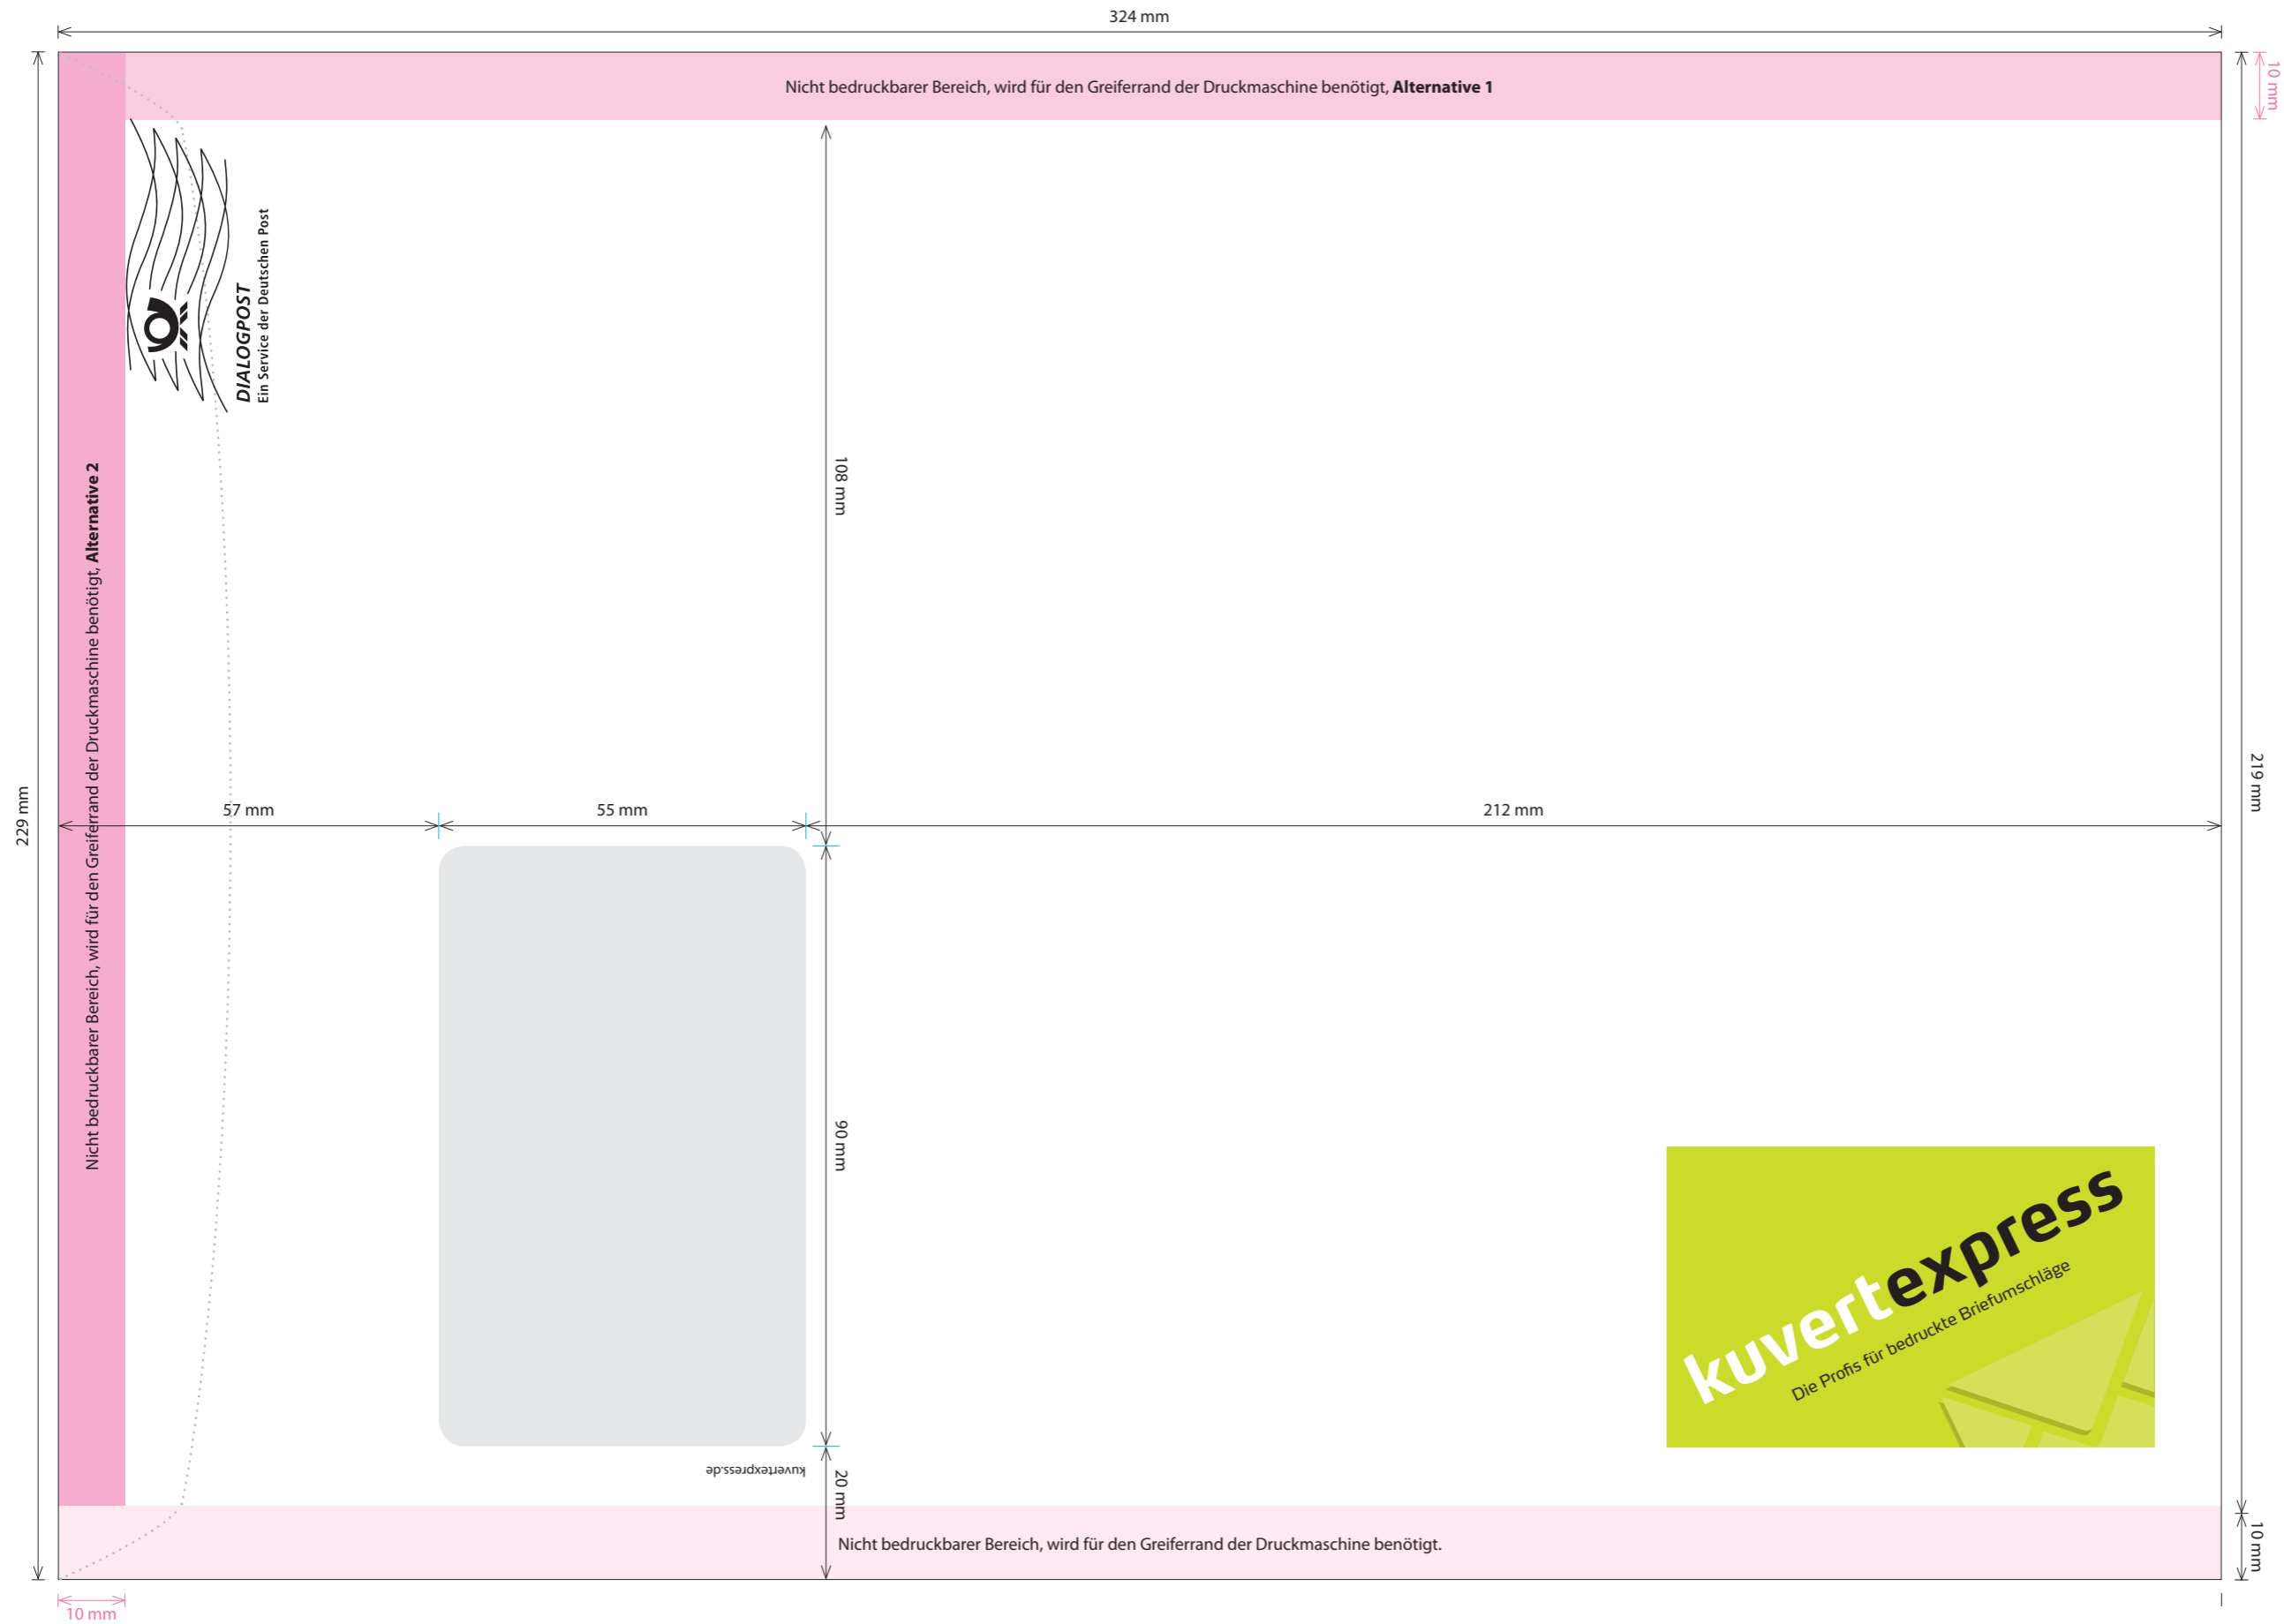 324 mm
10 mm
Nicht bedruckbarer Bereich, wird für den Greiferrand der Druckmaschine benötigt, Alternative 1
DIALOGPOST
Ein Service der Deutschen Post
108 mm
Nicht bedruckbarer Bereich, wird für den Greiferrand der Druckmaschine benötigt, Alternative 2
229 mm
57 mm
55 mm
212 mm
219 mm
90 mm
kuvertexpress
Die Profis für bedruckte Briefumschläge
kuvertexpress.de
20 mm
Nicht bedruckbarer Bereich, wird für den Greiferrand der Druckmaschine benötigt.
10 mm
10 mm